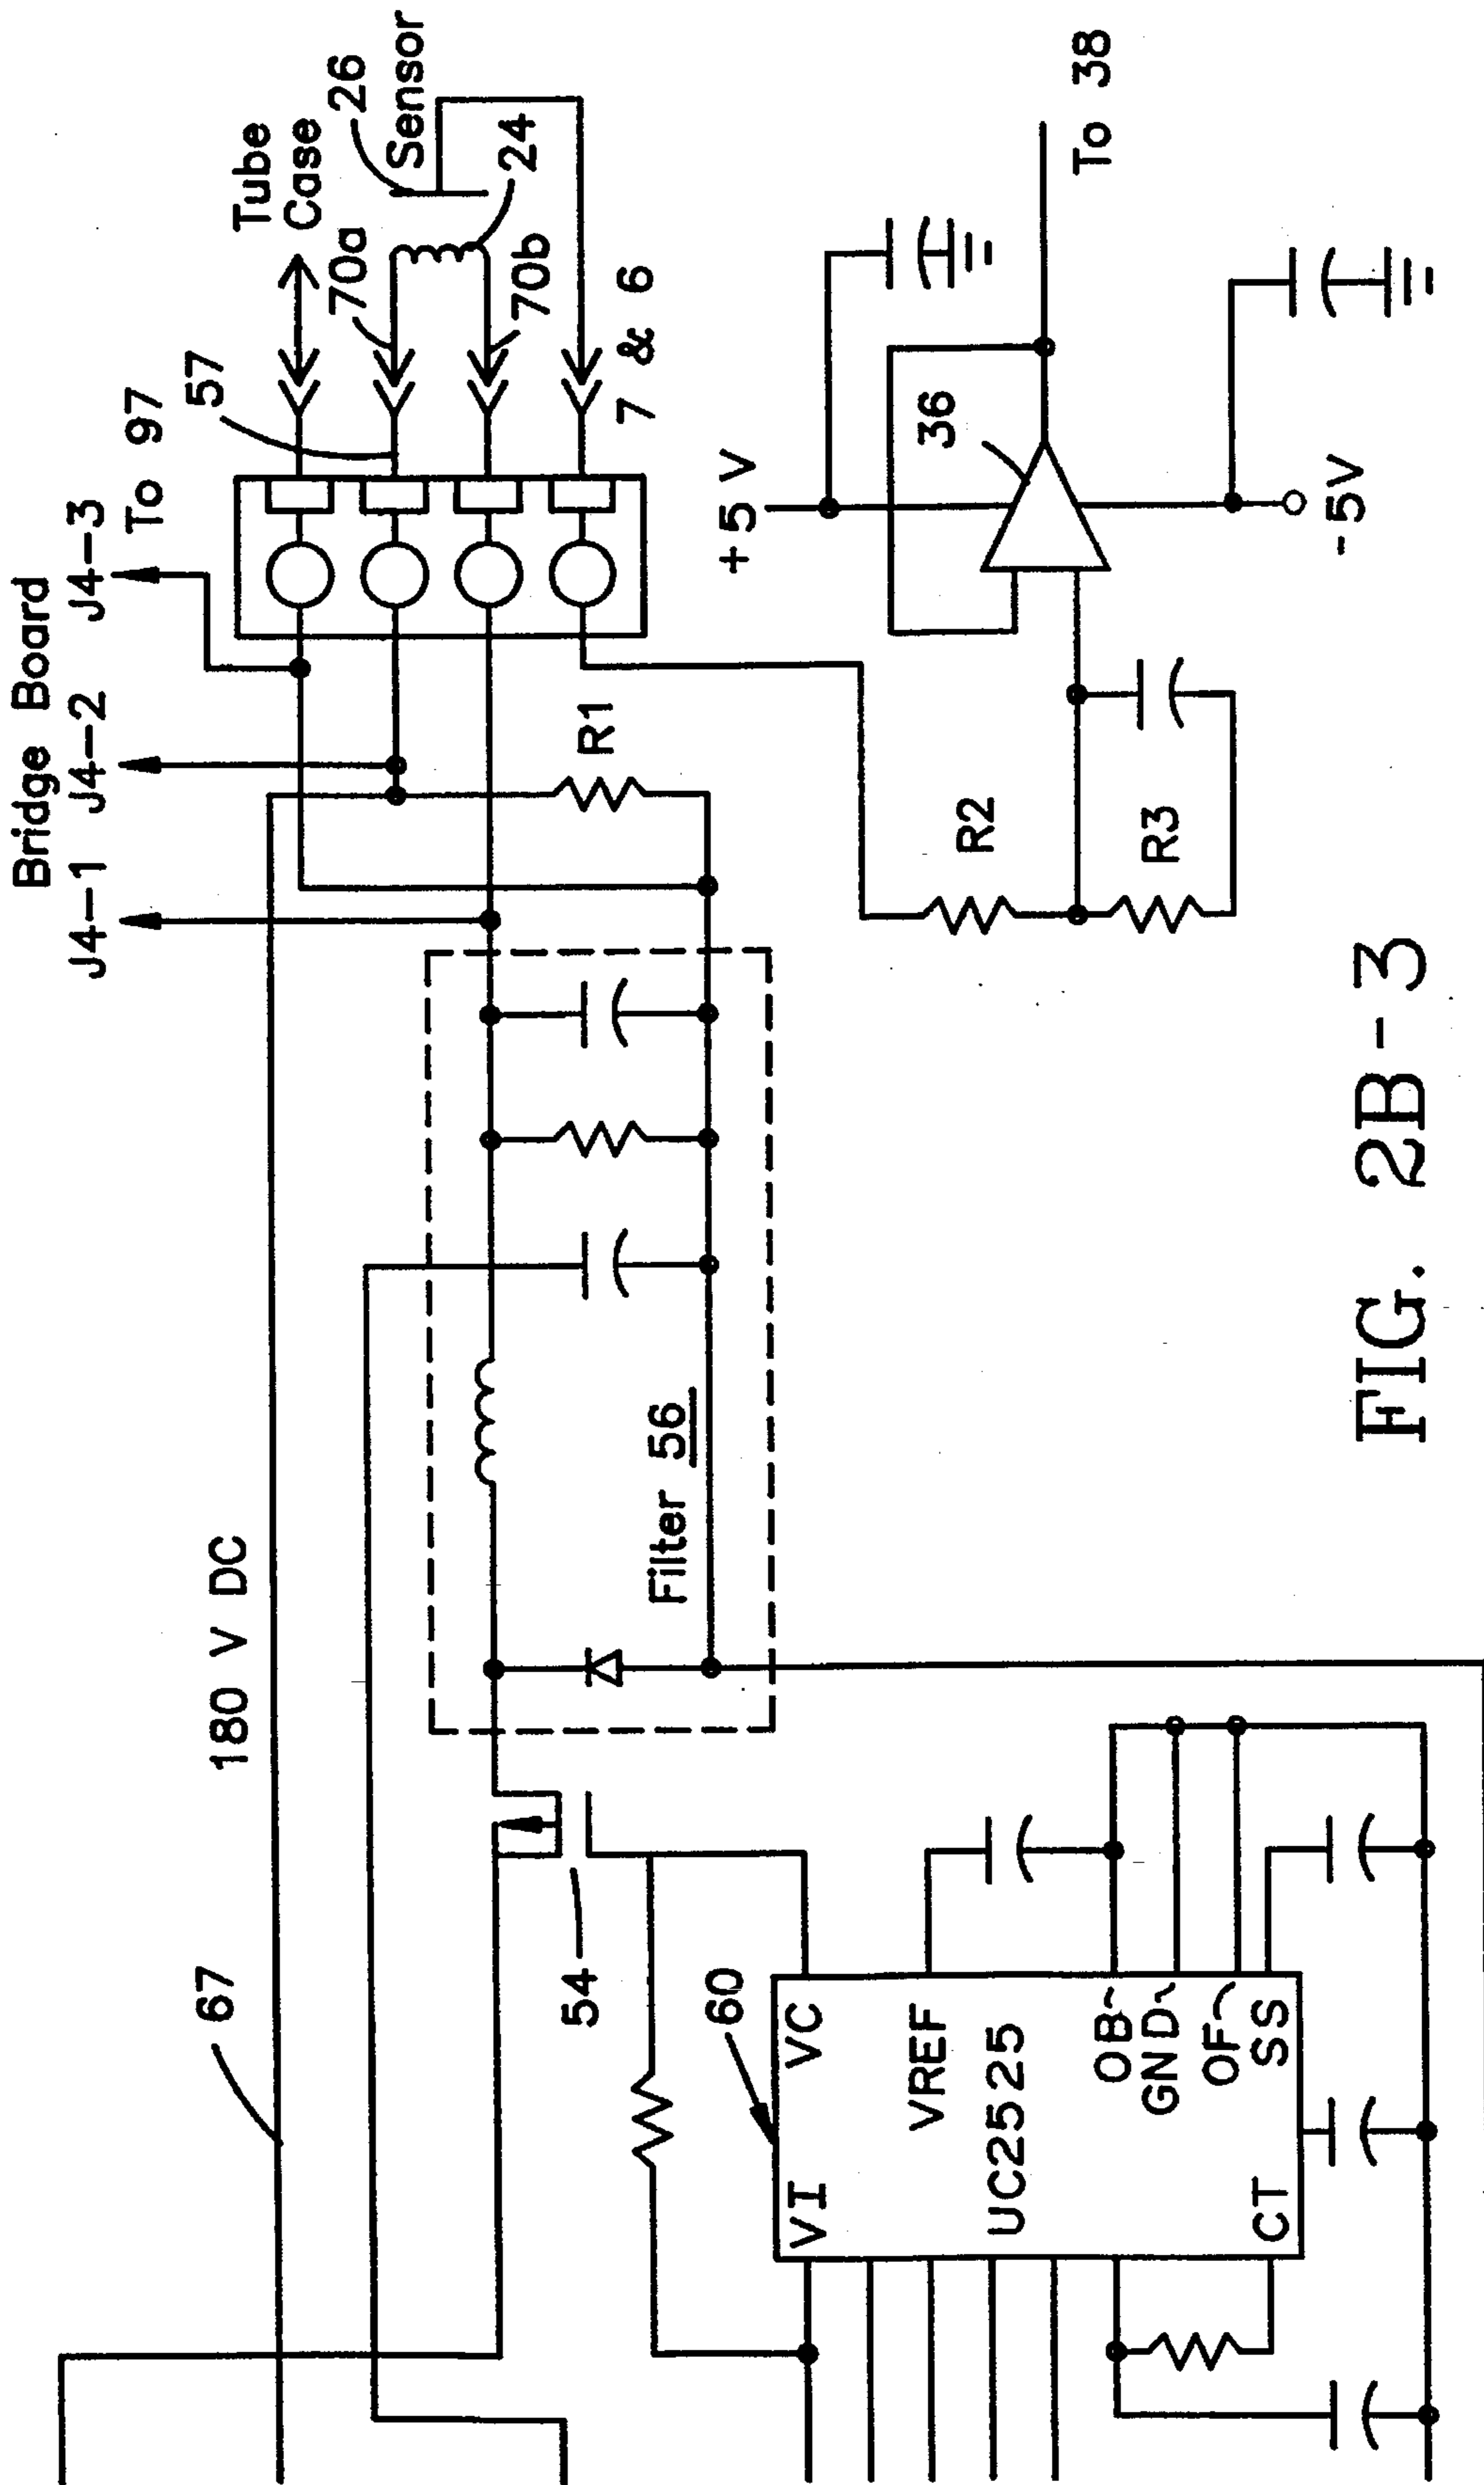 Bridge Board
J4-1 J4-2 J4-3
To 97
57
Tube
Case
70a
26
Sensor
24
70b
7 & 6
180 V DC
67
R1
Filter 56
54
60
VI VC
VREF
UC2525
OB~
GND~
OF~
CT SS
R2
R3
+5 V
36
-5V
To 38
FIG. 2B-3